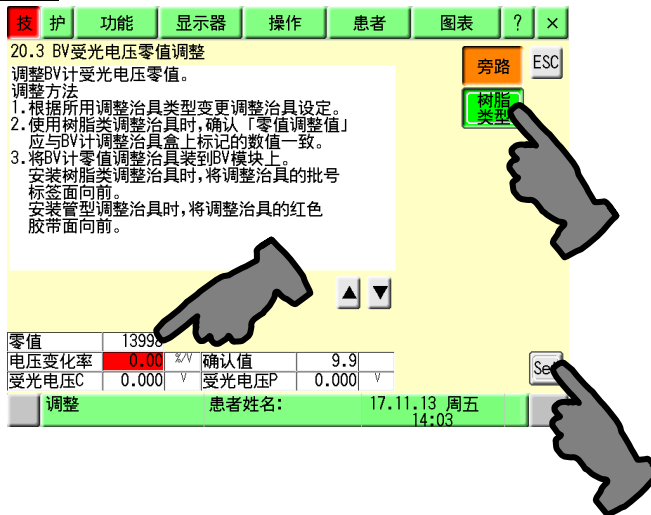 技 护 功能 显示器 操作 患者 图表 ? ×
20.3 BV受光电压零值调整
旁路 ESC
调整BV计受光电压零值。
调整方法
1.根据所用调整治具类型变更调整治具设定。
2.使用树脂类调整治具时,确认「零值调整值」
应与BV计调整治具盒上标记的数值一致。
3.将BV计零值调整治具装到BV模块上。
安装树脂类调整治具时,将调整治具的批号
标签面向前。
安装管型调整治具时,将调整治具的红色
胶带面向前。
树脂
类型
▲ ▼
零值 13998
电压变化率 0.00 %/V 确认值 9.9
受光电压C 0.000 V 受光电压P 0.000 V
调整 患者姓名: 17.11.13 周五
14:03